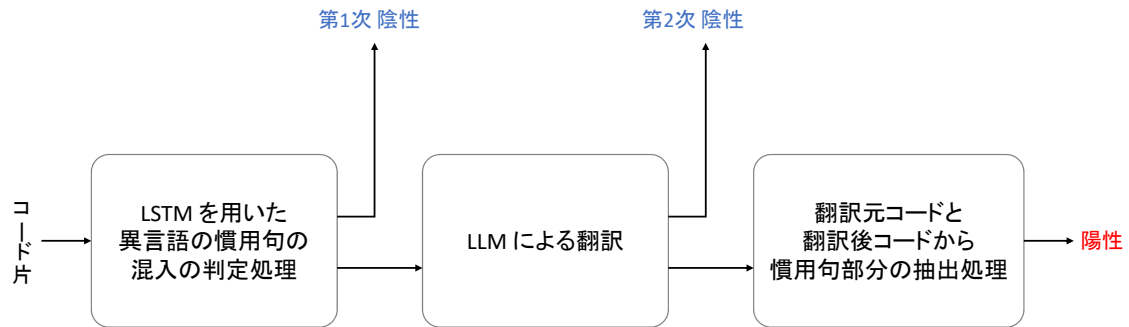 第1次 陰性
第2次 陰性
コード片
LSTM を用いた
異言語の慣用句の
混入の判定処理
LLM による翻訳
翻訳元コードと
翻訳後コードから
慣用句部分の抽出処理
陽性